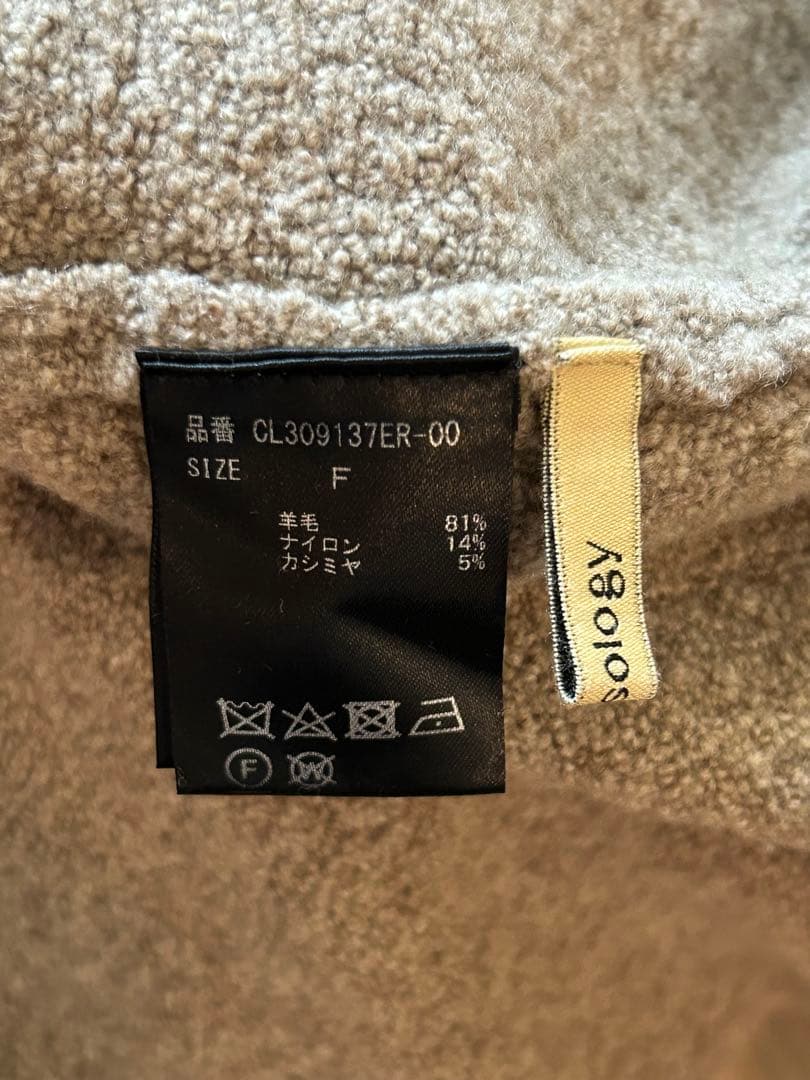 品番 CL309137ER-00
SIZE F
羊毛 81%
ナイロン 14%
カシミヤ 5%
F
W
sology